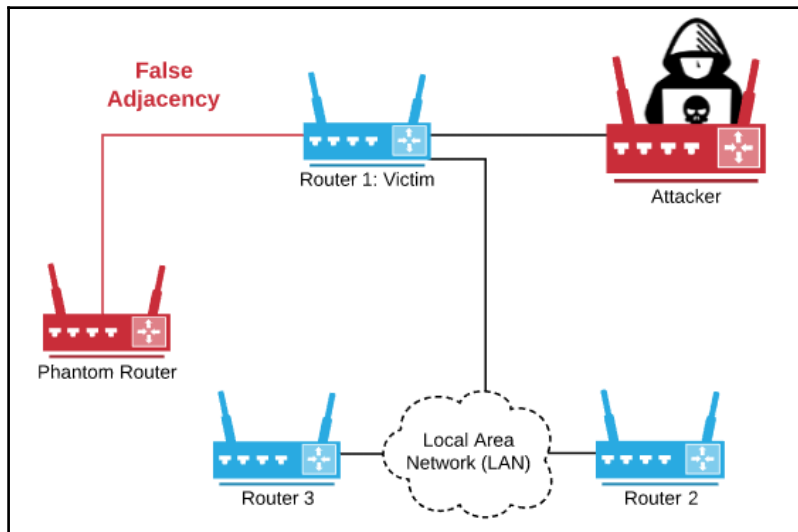 False
Adjacency
Router 1: Victim
Attacker
Phantom Router
Local Area
Network (LAN)
Router 3
Router 2